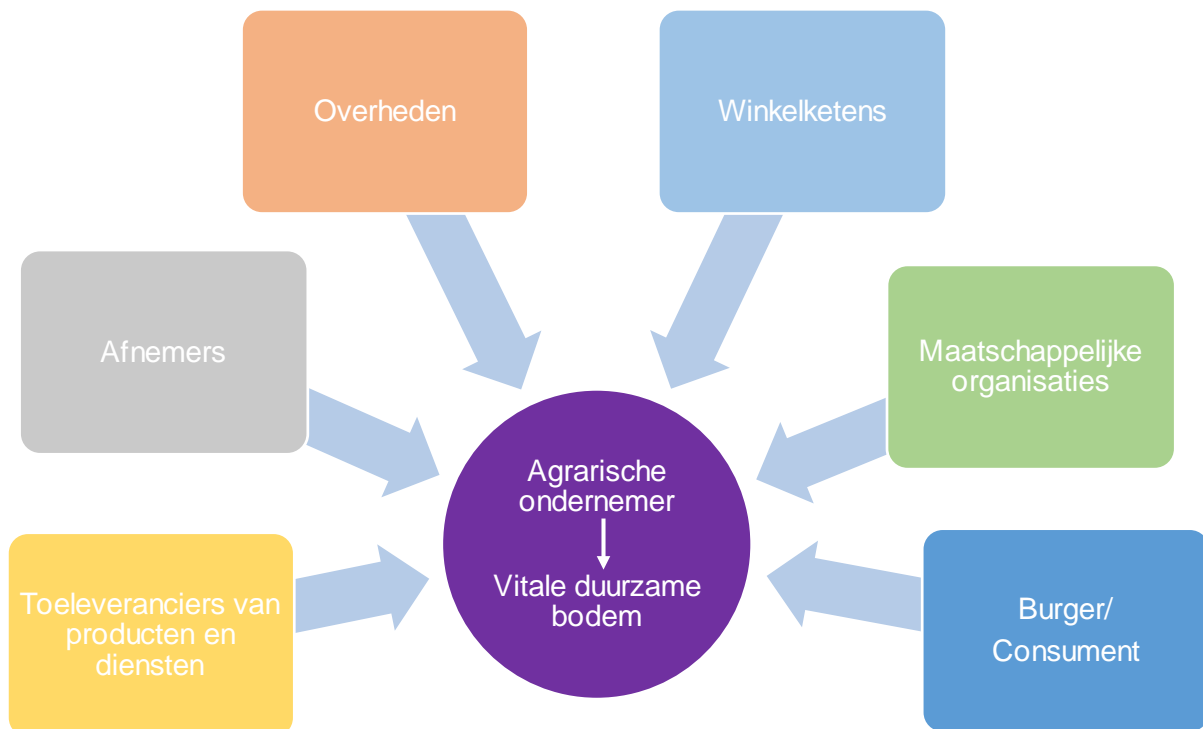 Overheden
Winkelketens
Afnemers
Maatschappelijke
organisaties
Agrarische
ondernemer
Vitale duurzame
bodem
Toeleveranciers van
producten en
diensten
Burger/
Consument